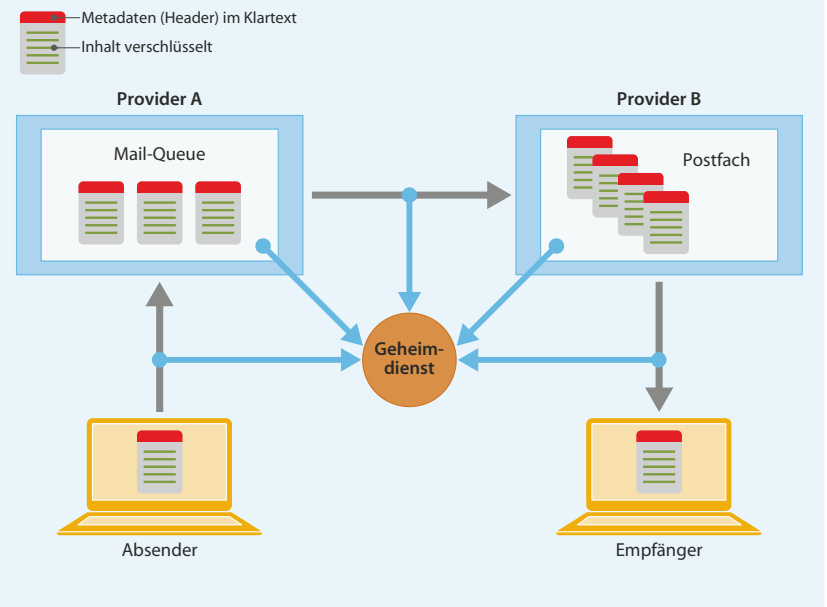 Metadaten (Header) im Klartext
Inhalt verschlüsselt
Provider A
Provider B
Mail-Queue
Postfach
Geheim-
dienst
Absender
Empfänger